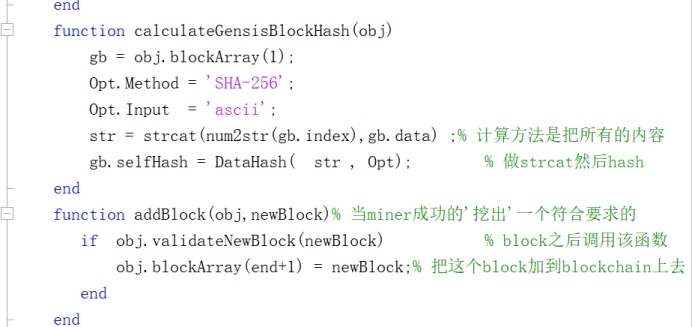 end
function calculateGensisBlockHash(obj)
gb = obj.blockArray(1);
Opt.Method = 'SHA-256';
Opt.Input  = 'ascii';
str = strcat(num2str(gb.index),gb.data) ;% 计算方法是把所有的内容
gb.selfHash = DataHash(  str , Opt);        % 做strcat然后hash
end
function addBlock(obj,newBlock)% 当miner成功的'挖出'一个符合要求的
if  obj.validateNewBlock(newBlock)           % block之后调用该函数
obj.blockArray(end+1) = newBlock;% 把这个block加到blockchain上去
end
end